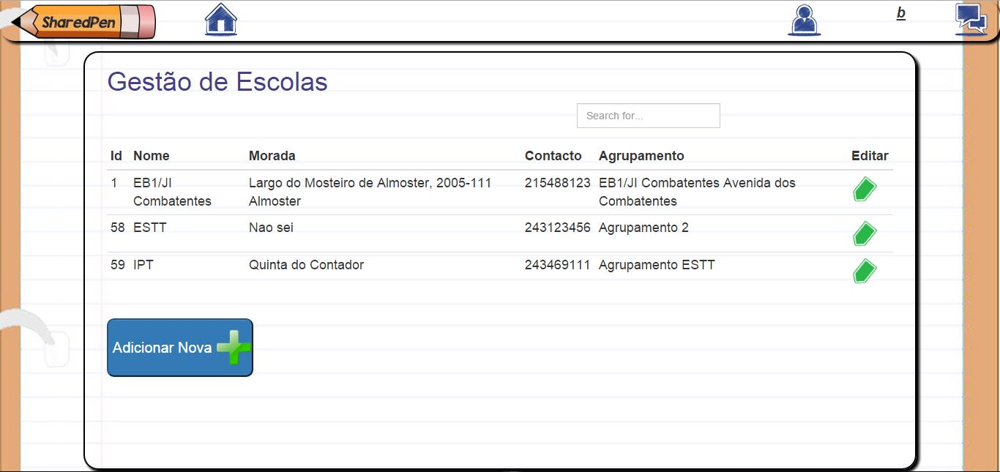 SharedPen
b
Gestão de Escolas
Search for...
Id Nome Morada Contacto Agrupamento Editar
1 EB1/JI Largo do Mosteiro de Almoster, 2005-111 215488123 EB1/JI Combatentes Avenida dos
Combatentes Almoster Combatentes
58 ESTT Nao sei 243123456 Agrupamento 2
59 IPT Quinta do Contador 243469111 Agrupamento ESTT
Adicionar Nova